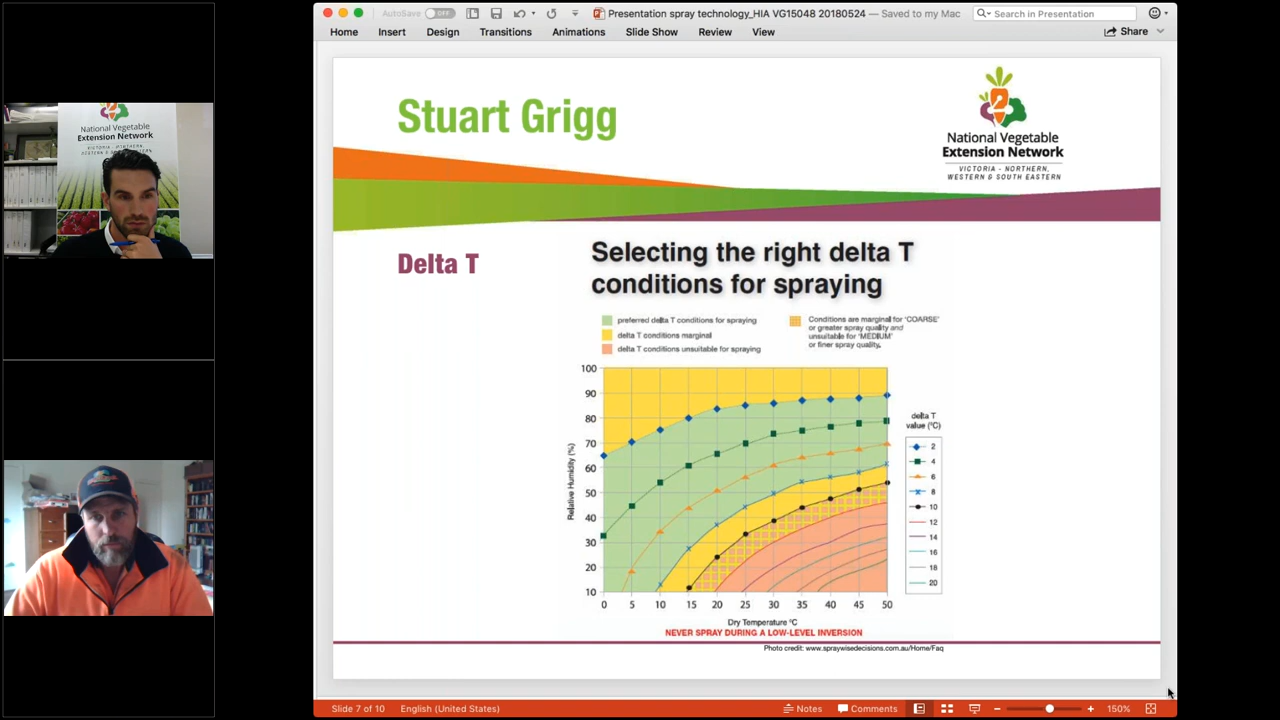 AutoSave OFF
Presentation spray technology_HIA VG15048 20180524 — Saved to my Mac
Search in Presentation
Home Insert Design Transitions Animations Slide Show Review View
Share
National Vegetable
Extension Network
Stuart Grigg
National Vegetable
Extension Network
VICTORIA - NORTHERN,
WESTERN & SOUTH EASTERN
Delta T
Selecting the right delta T
conditions for spraying
preferred delta T conditions for spraying
delta T conditions marginal
delta T conditions unsuitable for spraying
Conditions are marginal for 'COARSE'
or greater spray quality and
unsuitable for 'MEDIUM'
or finer spray quality.
Relative Humidity (%)
100
90
80
70
60
50
40
30
20
10
0 5 10 15 20 25 30 35 40 45 50
Dry Temperature °C
delta T
value (°C)
2
4
6
8
10
12
14
16
18
20
NEVER SPRAY DURING A LOW-LEVEL INVERSION
Photo credit: www.spraywisedecisions.com.au/Home/Faq
Slide 7 of 10 English (United States)
Notes Comments 150%